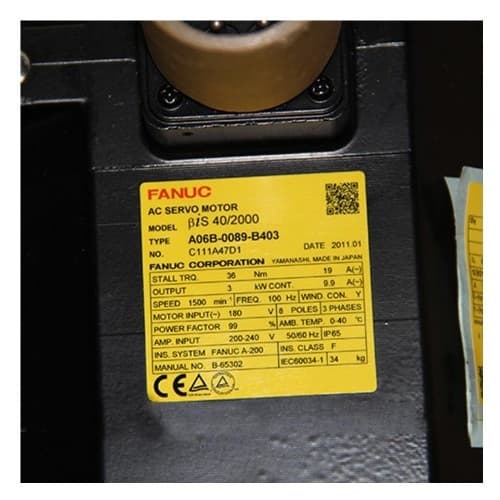 FANUC
AC SERVO MOTOR
MODEL βiS 40/2000
TYPE A06B-0089-B403
NO. C111A47D1 DATE 2011.01
FANUC CORPORATION YAMANASHI, MADE IN JAPAN
STALL TRQ. 36 Nm 19 A(~)
OUTPUT 3 kW CONT. 9.9 A(~)
SPEED 1500 min⁻¹ FREQ. 100 Hz WIND. CON. Y
MOTOR INPUT(~) 180 V 8 POLES 3 PHASES
POWER FACTOR 99 % AMB. TEMP. 0-40 ℃
AMP. INPUT 200-240 V 50/60 Hz IP65
INS. SYSTEM FANUC A-200 INS. CLASS F
MANUAL NO. B-65302 IEC60034-1 34 kg
CE